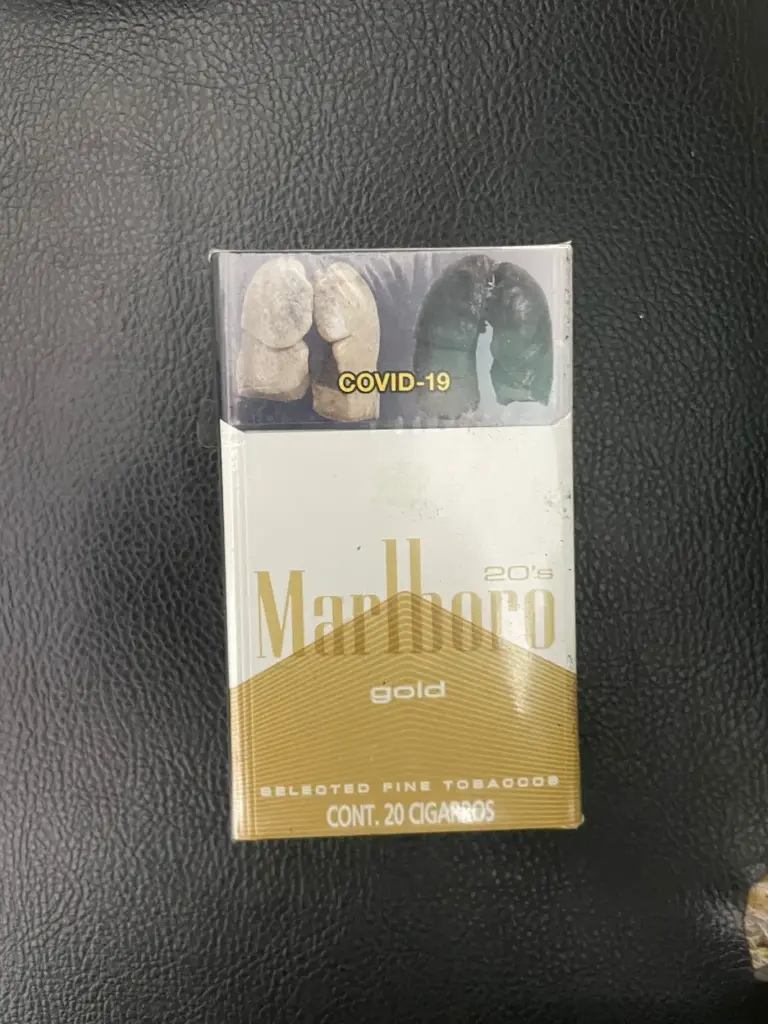 COVID-19
20's
Marlboro
gold
SELECTED FINE TOBACCOS
CONT. 20 CIGARROS